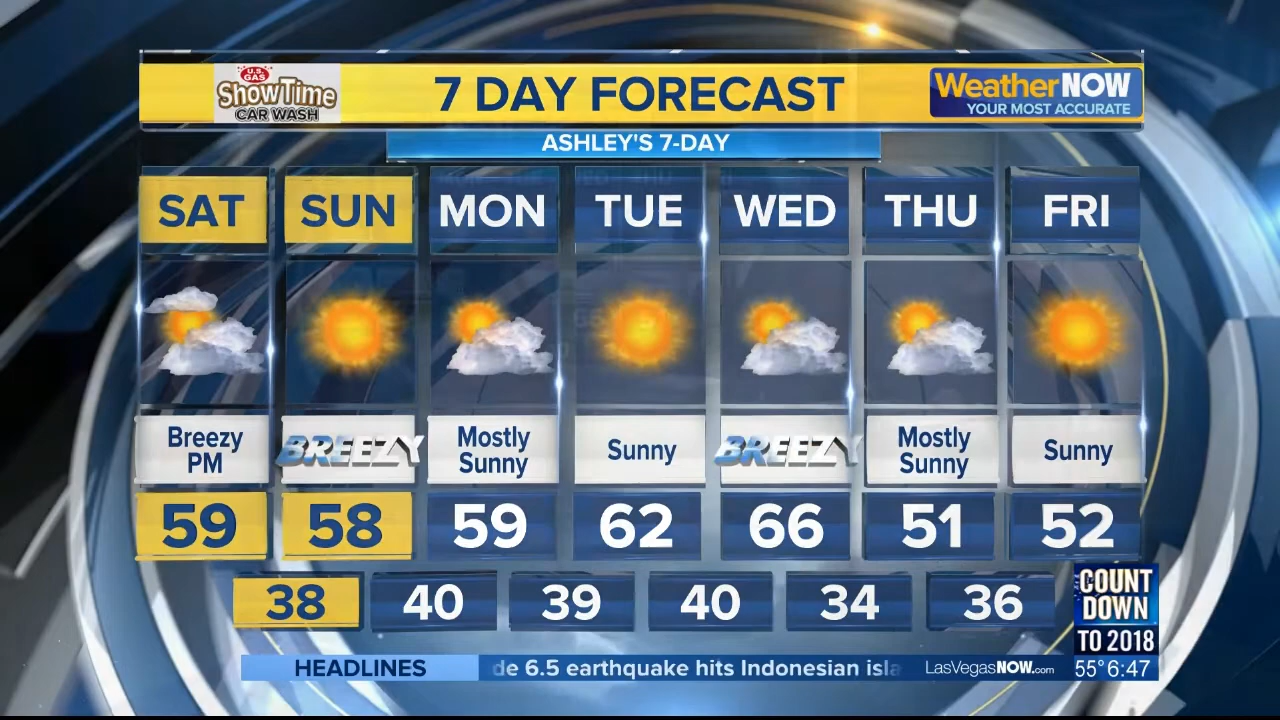 U.S. GAS
ShowTime
CAR WASH
7 DAY FORECAST
WeatherNOW
YOUR MOST ACCURATE
ASHLEY'S 7-DAY
SAT SUN MON TUE WED THU FRI
Breezy PM
BREEZY
Mostly Sunny
Sunny
BREEZY
Mostly Sunny
Sunny
59 58 59 62 66 51 52
38 40 39 40 34 36
COUNT
DOWN
TO 2018
HEADLINES
de 6.5 earthquake hits Indonesian isla
LasVegasNOW.com
55° 6:47